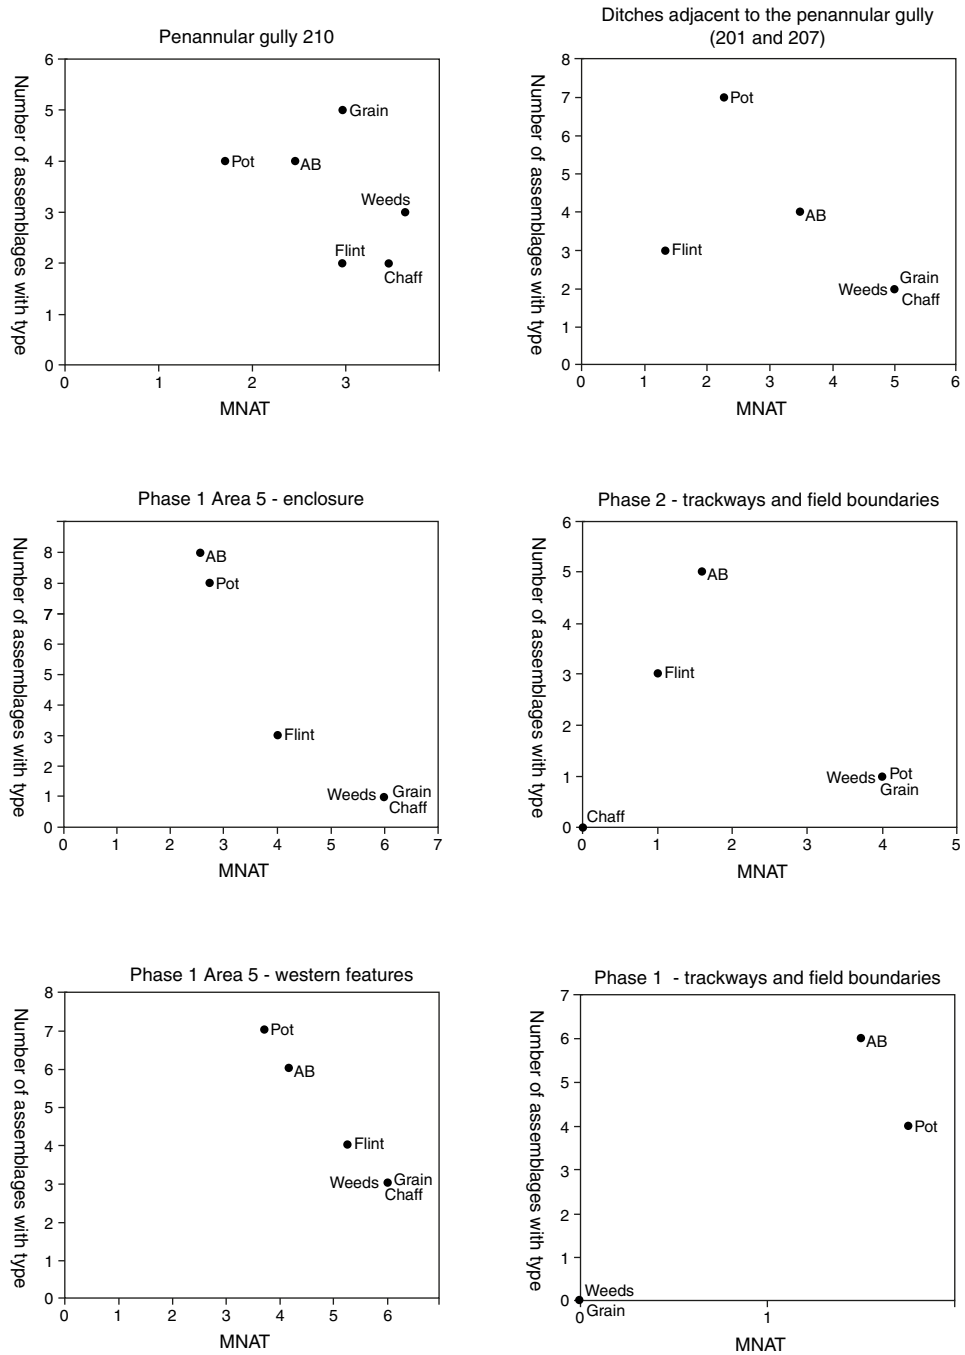 Penannular gully 210
Number of assemblages with type
6
5
4
3
2
1
0
Grain
Pot
AB
Weeds
Flint
Chaff
0 1 2 3
MNAT
Ditches adjacent to the penannular gully
(201 and 207)
Number of assemblages with type
8
7
6
5
4
3
2
1
0
Pot
AB
Flint
Grain
Weeds
Chaff
0 1 2 3 4 5 6
MNAT
Phase 1 Area 5 - enclosure
Number of assemblages with type
8
8
7
6
5
4
3
2
1
0
AB
Pot
Flint
Weeds Grain
Chaff
0 1 2 3 4 5 6 7
MNAT
Phase 2 - trackways and field boundaries
Number of assemblages with type
6
5
4
3
2
1
0
AB
Flint
Weeds Pot
Grain
Chaff
0 1 2 3 4 5
MNAT
Phase 1 Area 5 - western features
Number of assemblages with type
8
7
6
5
4
3
2
1
0
Pot
AB
Flint
Weeds Grain
Chaff
0 1 2 3 4 5 6
MNAT
Phase 1 - trackways and field boundaries
Number of assemblages with type
7
6
5
4
3
2
1
0
AB
Pot
Weeds
Grain
0 1
MNAT